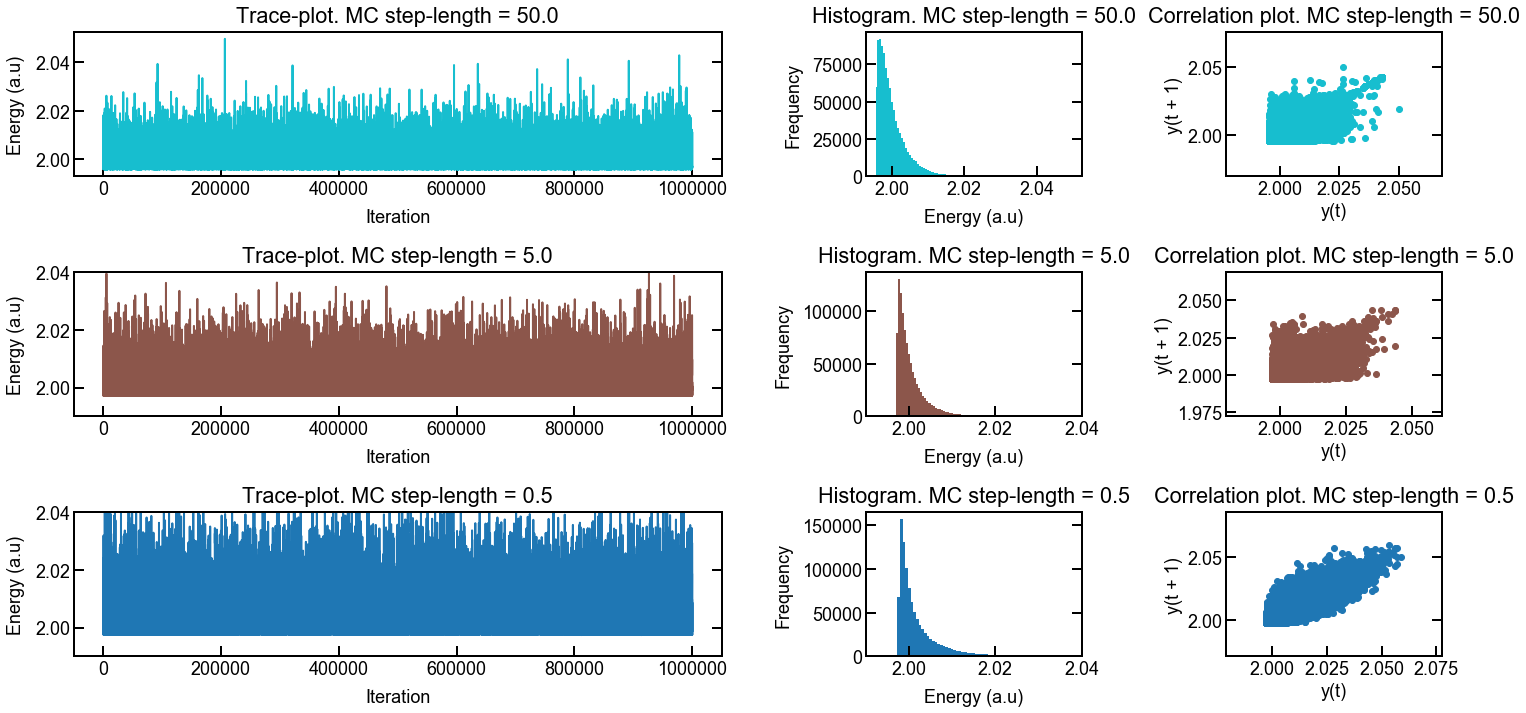 Trace-plot. MC step-length = 50.0
Energy (a.u)
2.04
2.02
2.00
0 200000 400000 600000 800000 1000000
Iteration
Histogram. MC step-length = 50.0
Frequency
75000
50000
25000
0
2.00 2.02 2.04
Energy (a.u)
Correlation plot. MC step-length = 50.0
y(t + 1)
2.05
2.00
2.000 2.025 2.050
y(t)
Trace-plot. MC step-length = 5.0
Energy (a.u)
2.04
2.02
2.00
0 200000 400000 600000 800000 1000000
Iteration
Histogram. MC step-length = 5.0
Frequency
100000
50000
0
2.00 2.02 2.04
Energy (a.u)
Correlation plot. MC step-length = 5.0
y(t + 1)
2.050
2.025
2.000
1.975
2.000 2.025 2.050
y(t)
Trace-plot. MC step-length = 0.5
Energy (a.u)
2.04
2.02
2.00
0 200000 400000 600000 800000 1000000
Iteration
Histogram. MC step-length = 0.5
Frequency
150000
100000
50000
0
2.00 2.02 2.04
Energy (a.u)
Correlation plot. MC step-length = 0.5
y(t + 1)
2.05
2.00
2.000 2.025 2.050 2.075
y(t)